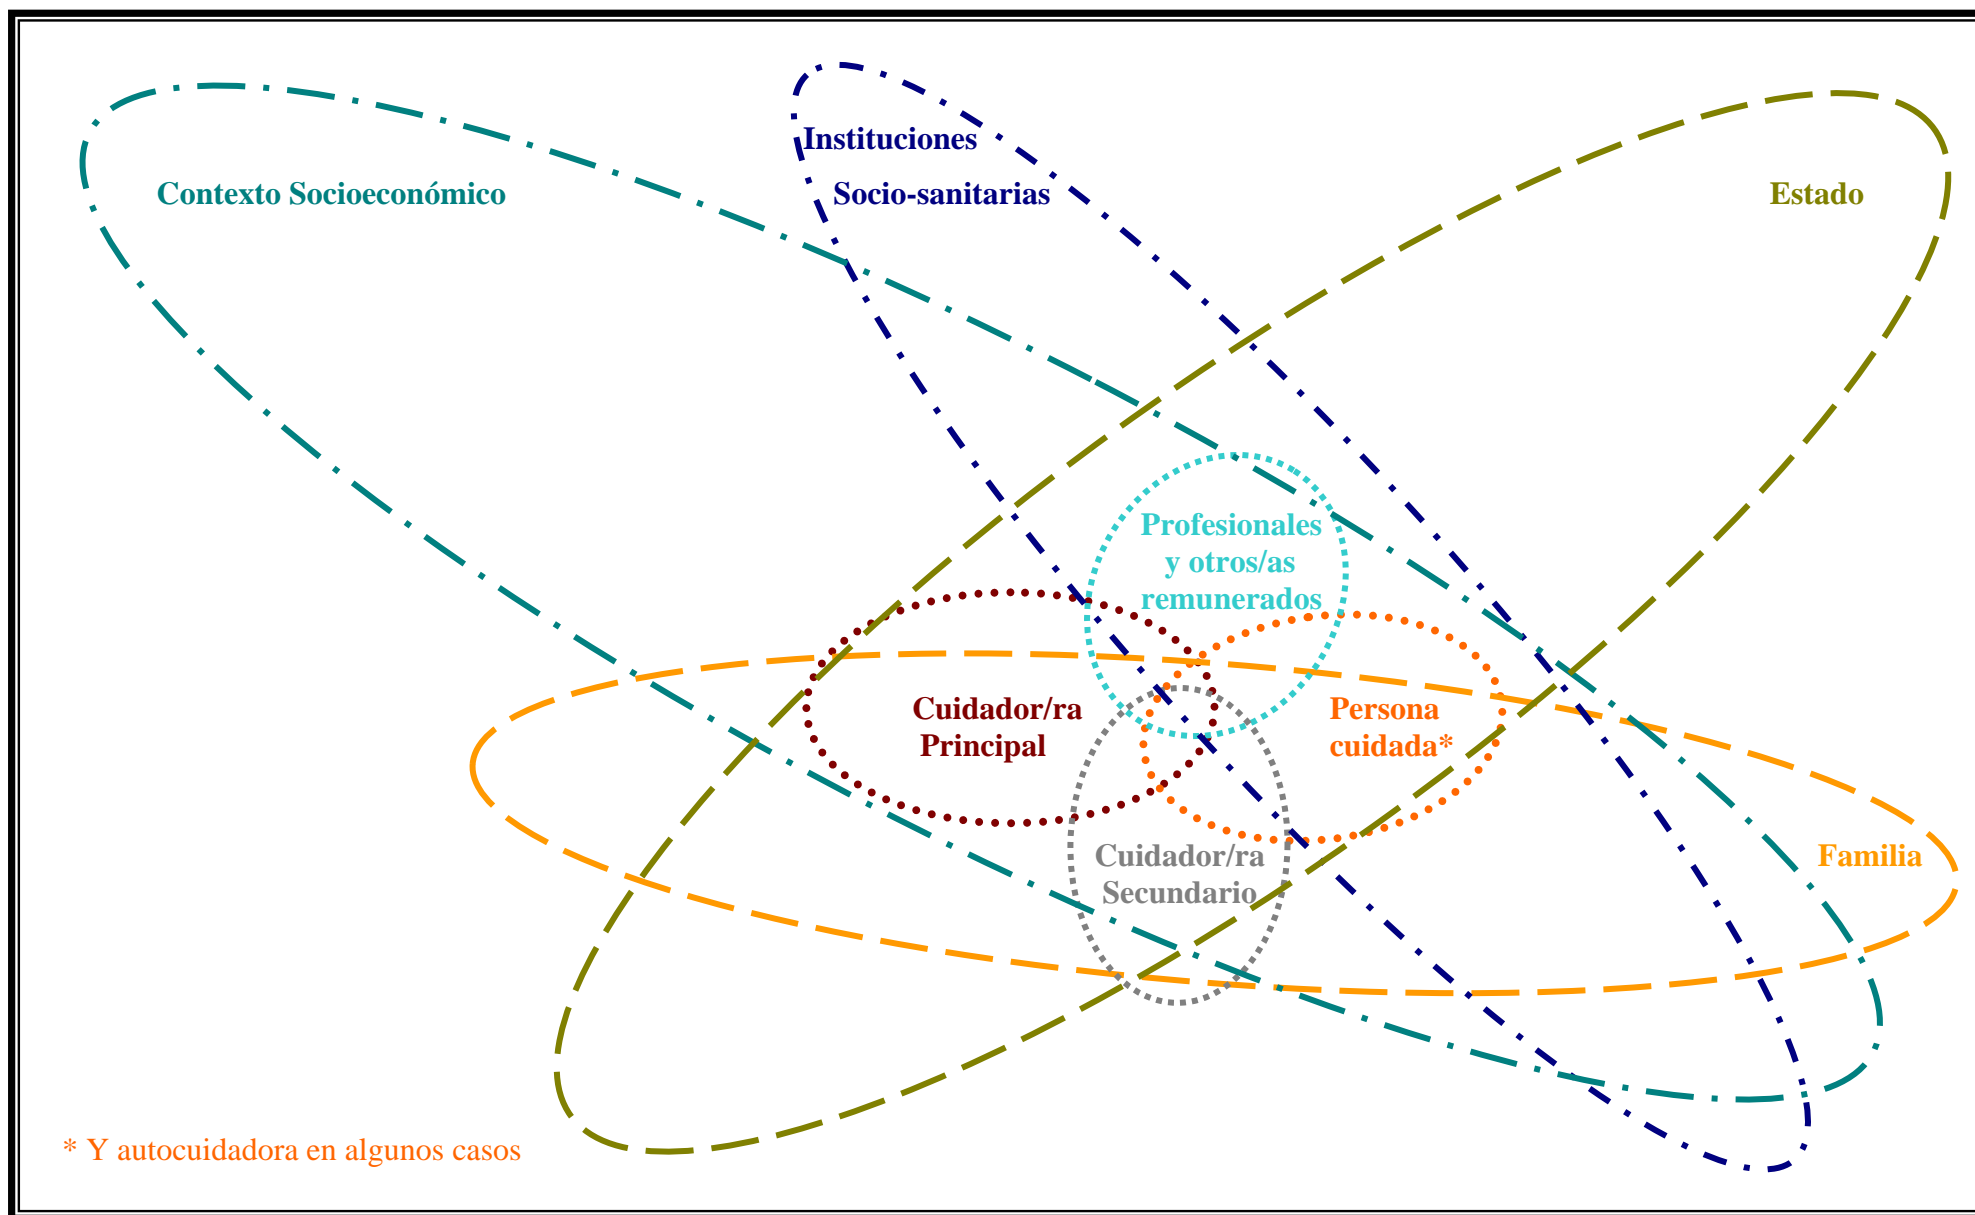 Instituciones
Socio-sanitarias
Contexto Socioeconómico
Estado
Profesionales
y otros/as
remunerados
Cuidador/ra
Principal
Persona
cuidada*
Cuidador/ra
Secundario
Familia
* Y autocuidadora en algunos casos